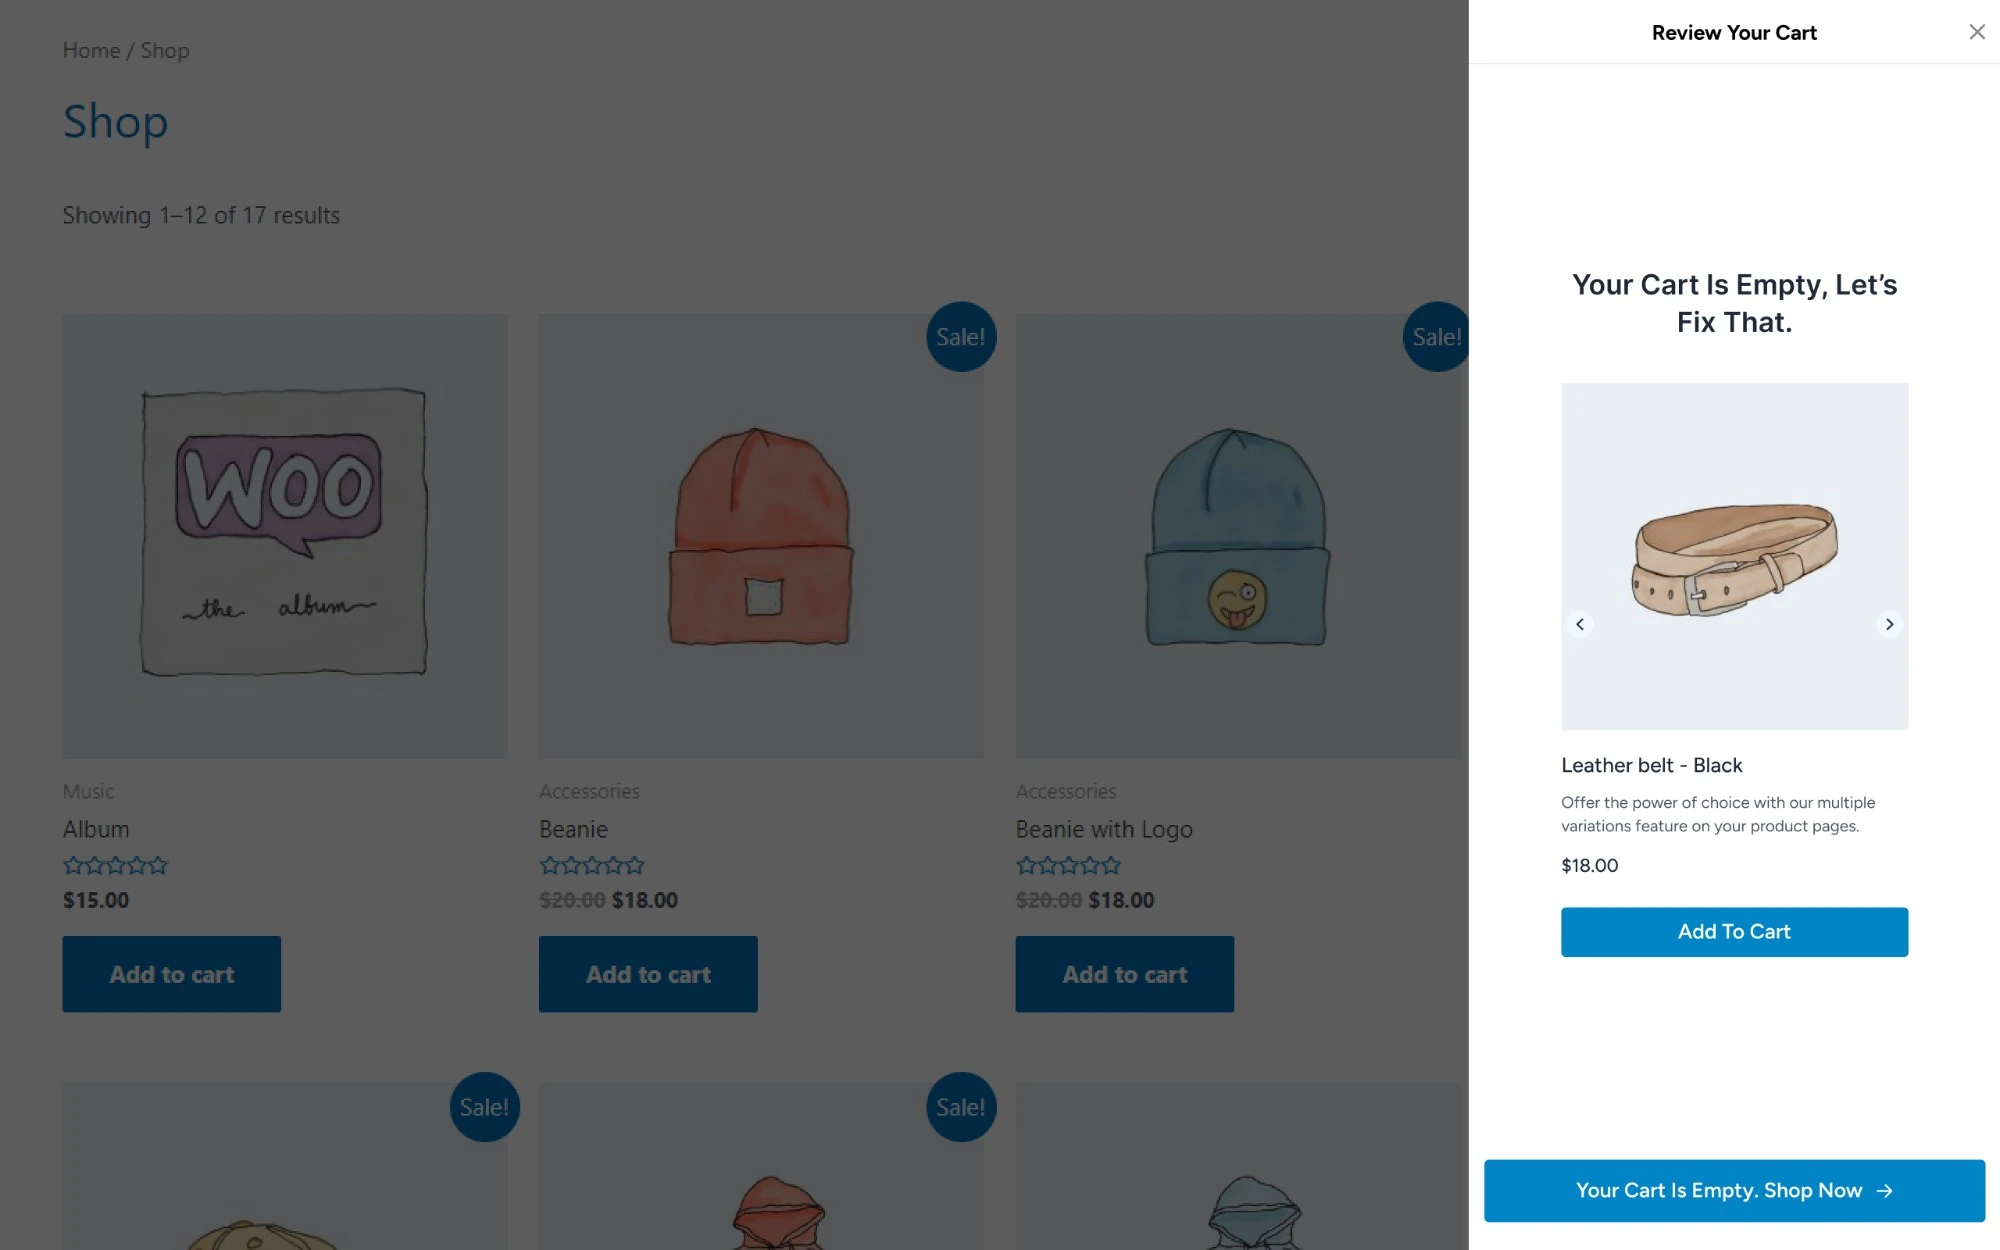 Home / Shop
Shop
Showing 1–12 of 17 results
Sale!
Sale!
WOO
the album
Music
Album
$15.00
Add to cart
Accessories
Beanie
$20.00 $18.00
Add to cart
Accessories
Beanie with Logo
$20.00 $18.00
Add to cart
Sale!
Sale!
Review Your Cart
Your Cart Is Empty, Let’s
Fix That.
Leather belt - Black
Offer the power of choice with our multiple
variations feature on your product pages.
$18.00
Add To Cart
Your Cart Is Empty. Shop Now →